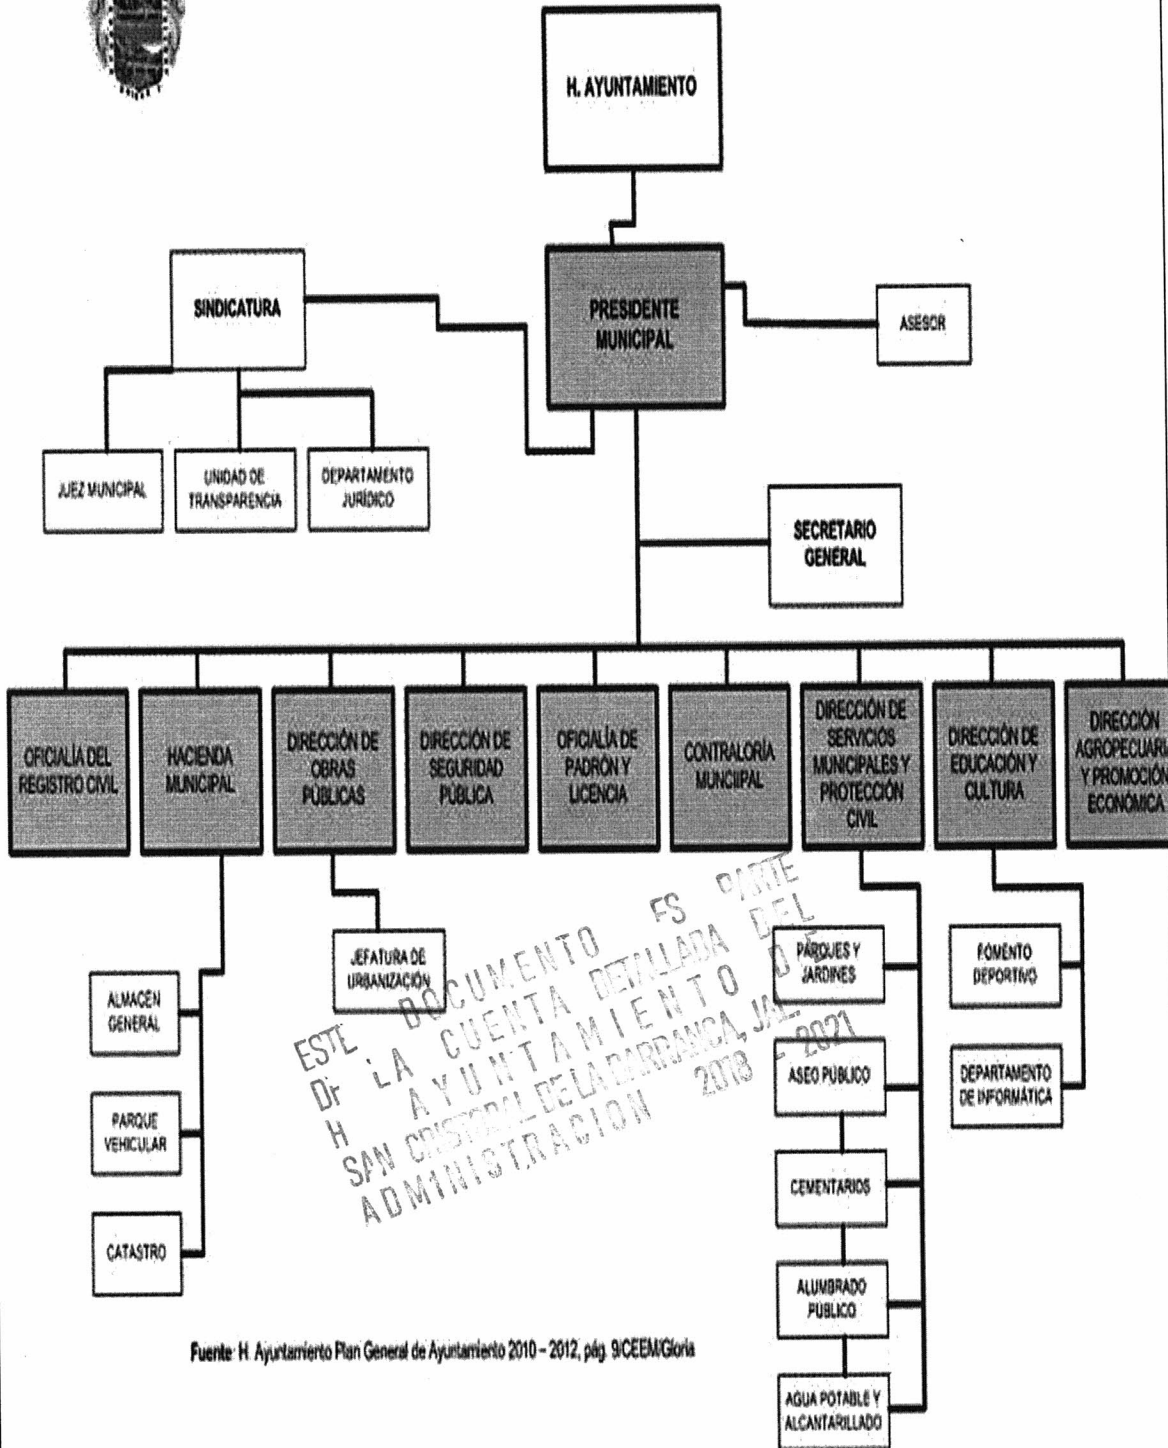 H. AYUNTAMIENTO
PRESIDENTE
MUNICIPAL
SINDICATURA
ASESOR
JUEZ MUNICIPAL
UNIDAD DE
TRANSPARENCIA
DEPARTAMENTO
JURÍDICO
SECRETARIO
GENERAL
OFICIALÍA DEL
REGISTRO CIVIL
HACIENDA
MUNICIPAL
DIRECCIÓN DE
OBRAS
PÚBLICAS
DIRECCIÓN DE
SEGURIDAD
PÚBLICA
OFICIALÍA DE
PADRÓN Y
LICENCIA
CONTRALORÍA
MUNCIIPAL
DIRECCIÓN DE
SERVICIOS
MUNICIPALES Y
PROTECCIÓN
CIVIL
DIRECCIÓN DE
EDUCACIÓN Y
CULTURA
DIRECCIÓN
AGROPECUARIA
Y PROMOCIÓN
ECONÓMICA
ALMACEN
GENERAL
PARQUE
VEHICULAR
CATASTRO
JEFATURA DE
URBANIZACIÓN
PARQUES Y
JARDINES
ASEO PÚBLICO
CEMENTARIOS
ALUMBRADO
PÚBLICO
AGUA POTABLE Y
ALCANTARILLADO
FOMENTO
DEPORTIVO
DEPARTAMENTO
DE INFORMÁTICA
ESTE DOCUMENTO ES PARTE
DE LA CUENTA DETALLADA DEL
H AYUNTAMIENTO DE
SAN CRISTOBAL DE LA BARRANCA, JAL.
ADMINISTRACION 2018 - 2021
Fuente: H. Ayuntamiento Plan General de Ayuntamiento 2010 – 2012, pág. 9/CEEM/Gloria